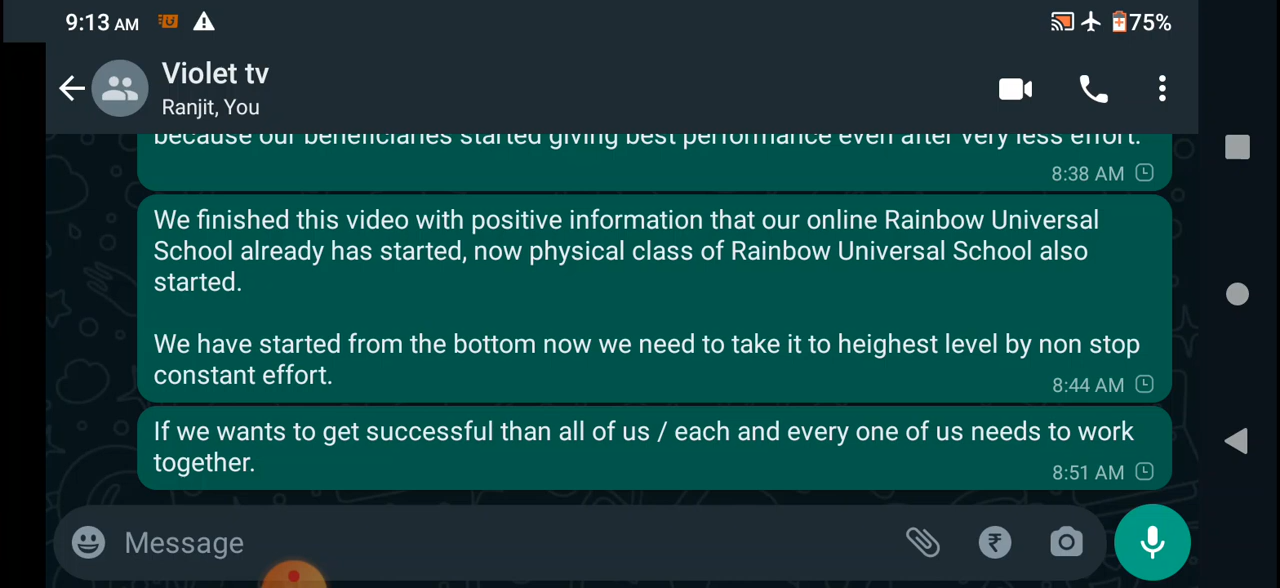 9:13 AM
75%
Violet tv
Ranjit, You
because our beneficiaries started giving best performance even after very less effort.
8:38 AM
We finished this video with positive information that our online Rainbow Universal
School already has started, now physical class of Rainbow Universal School also
started.
We have started from the bottom now we need to take it to heighest level by non stop
constant effort.
8:44 AM
If we wants to get successful than all of us / each and every one of us needs to work
together.
8:51 AM
Message